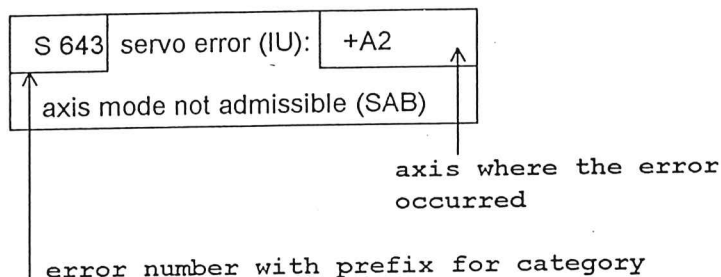 S 643 servo error (IU): +A2
axis mode not admissible (SAB)
axis where the error
occurred
error number with prefix for category